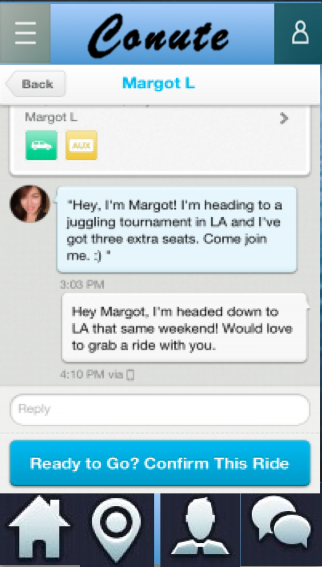 Conute
Back
Margot L
Margot L
AUX
"Hey, I'm Margot! I'm heading to a
juggling tournament in LA and I've
got three extra seats. Come join
me. :) "
3:03 PM
Hey Margot, I'm headed down to
LA that same weekend! Would love
to grab a ride with you.
4:10 PM via
Reply
Ready to Go? Confirm This Ride